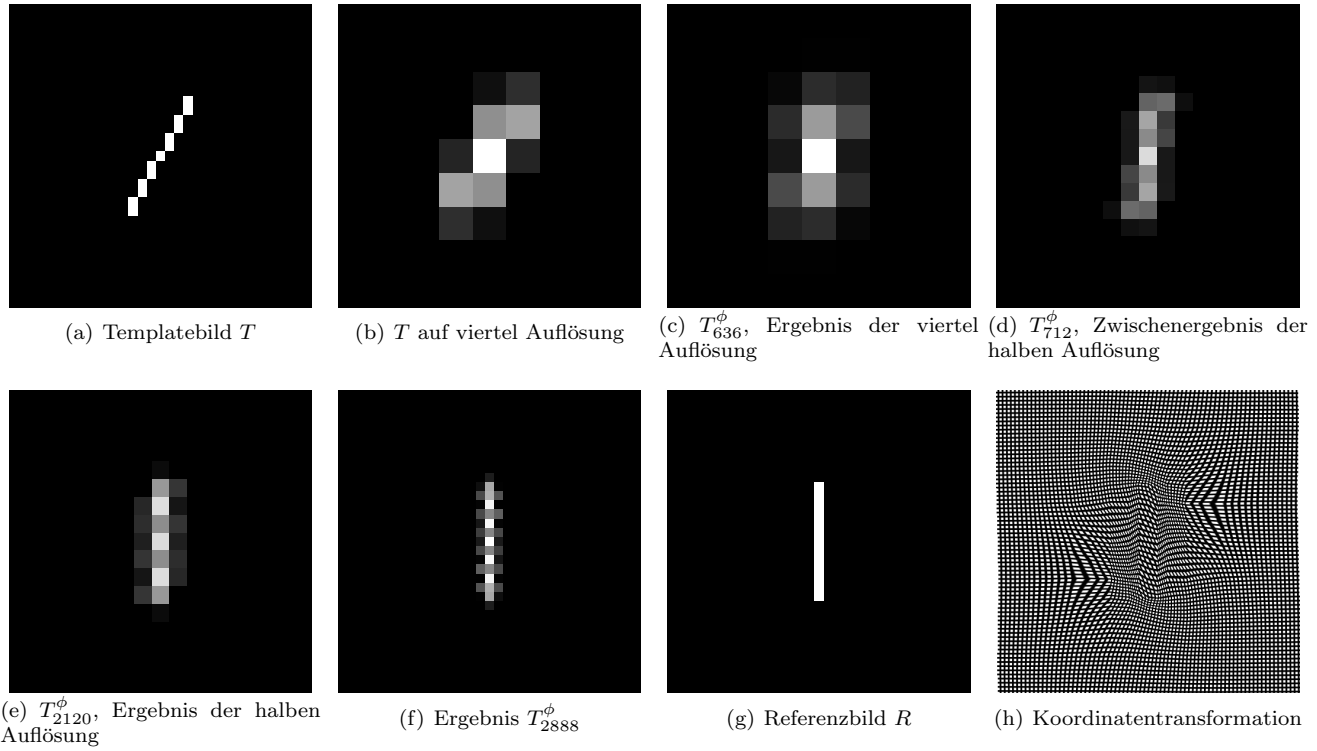 (a) Templatebild T
(b) T auf viertel Auflösung
(c) T^ϕ_636, Ergebnis der viertel
Auflösung
(d) T^ϕ_712, Zwischenergebnis der
halben Auflösung
(e) T^ϕ_2120, Ergebnis der halben
Auflösung
(f) Ergebnis T^ϕ_2888
(g) Referenzbild R
(h) Koordinatentransformation